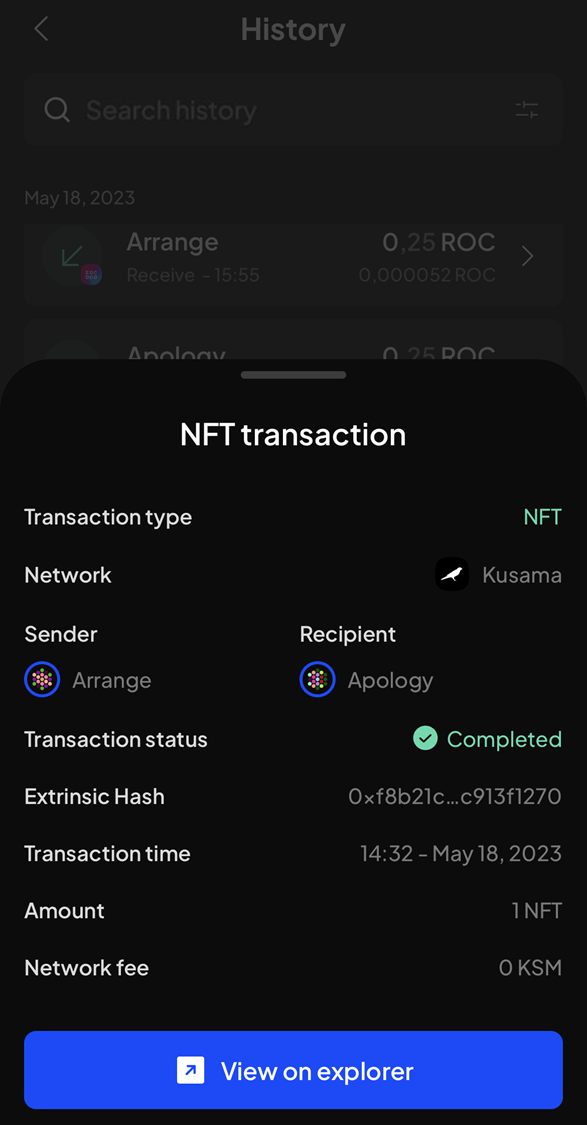 History
Search history
May 18, 2023
Arrange 0,25 ROC
Receive - 15:55 0,000052 ROC
Apology 0,25 ROC
NFT transaction
Transaction type NFT
Network Kusama
Sender Recipient
Arrange Apology
Transaction status Completed
Extrinsic Hash 0xf8b21c...c913f1270
Transaction time 14:32 - May 18, 2023
Amount 1 NFT
Network fee 0 KSM
View on explorer